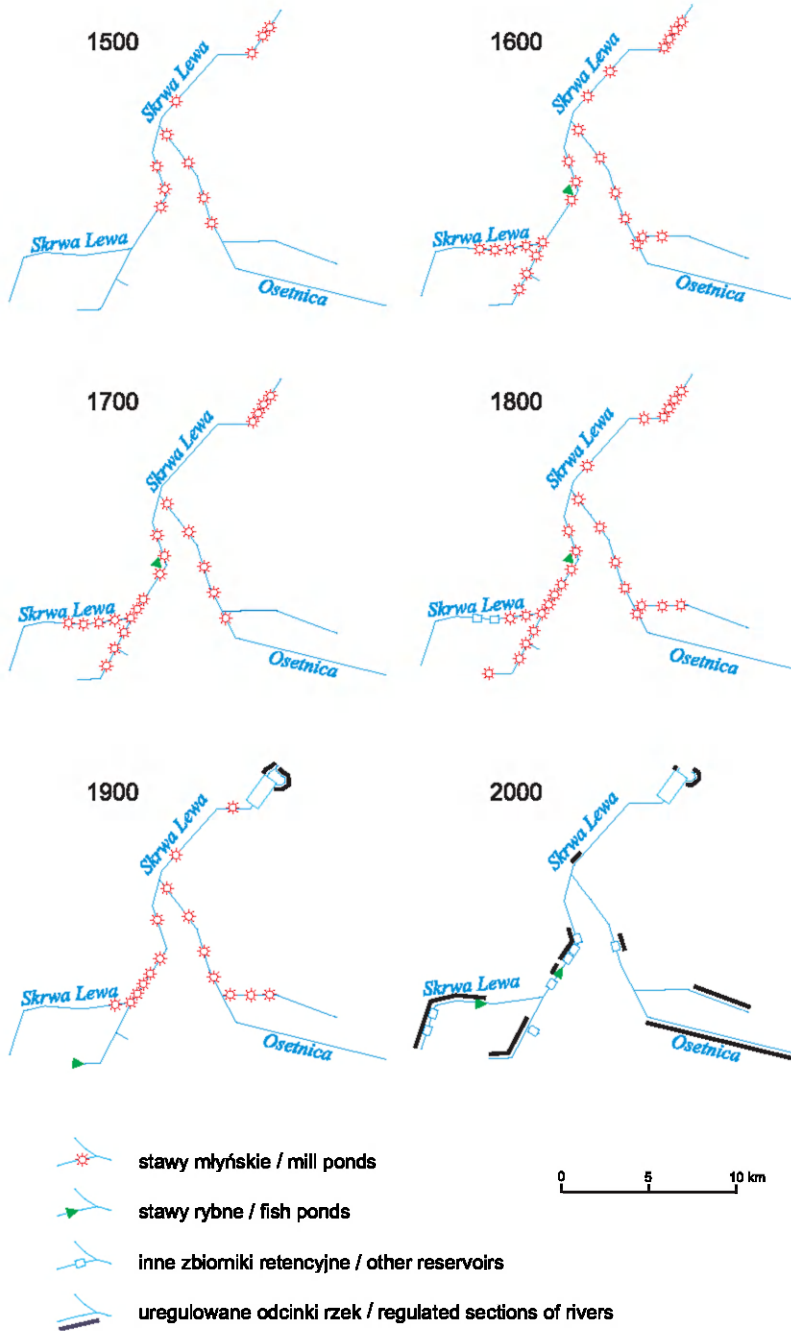 1500
1600
Skrwa Lewa
Skrwa Lewa
Skrwa Lewa
Skrwa Lewa
Osetnica
Osetnica
1700
1800
Skrwa Lewa
Skrwa Lewa
Skrwa Lewa
Skrwa Lewa
Osetnica
Osetnica
1900
2000
Skrwa Lewa
Skrwa Lewa
Skrwa Lewa
Skrwa Lewa
Osetnica
Osetnica
stawy młyńskie / mill ponds
0 5 10 km
stawy rybne / fish ponds
inne zbiorniki retencyjne / other reservoirs
uregulowane odcinki rzek / regulated sections of rivers